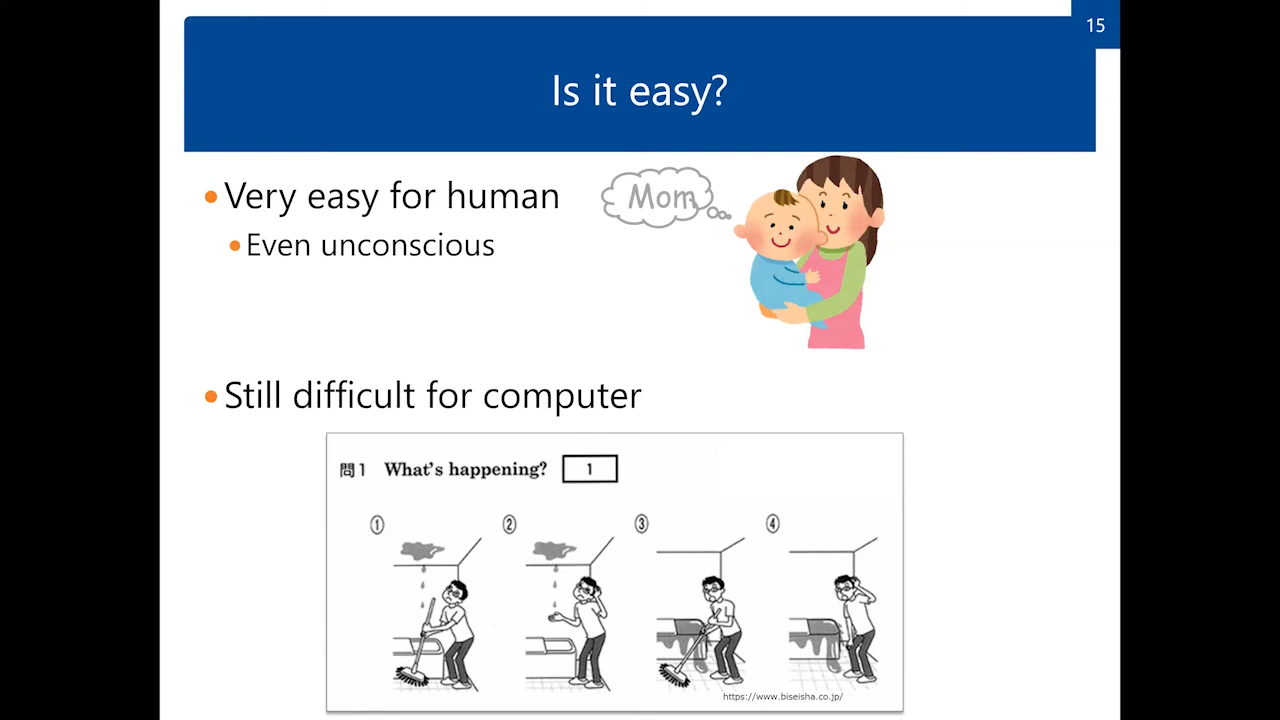 15
Is it easy?
Very easy for human
Mom
Even unconscious
Still difficult for computer
問1 What's happening? 1
① ② ③ ④
https://www.biseisha.co.jp/